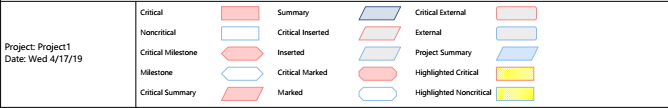 Project: Project1
Date: Wed 4/17/19
Critical
Noncritical
Critical Milestone
Milestone
Critical Summary
Summary
Critical Inserted
Inserted
Critical Marked
Marked
Critical External
External
Project Summary
Highlighted Critical
Highlighted Noncritical